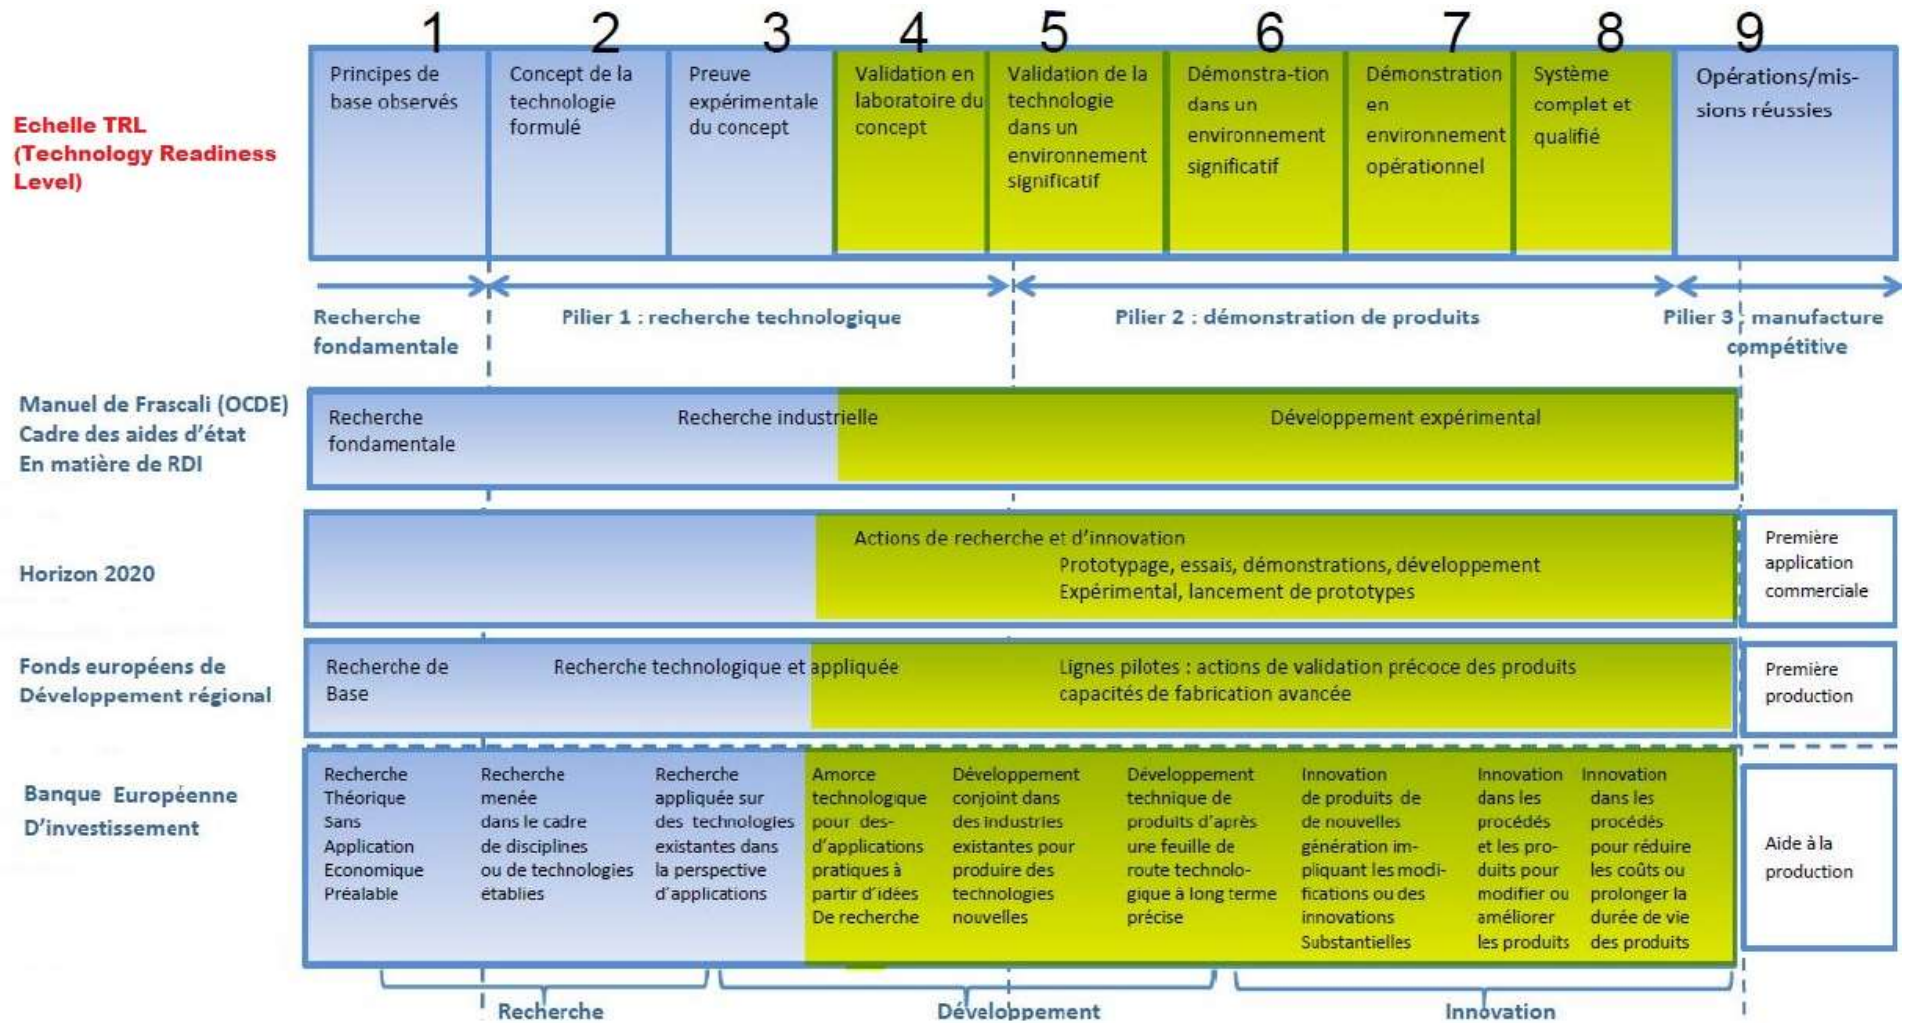 1
2
3
4
5
6
7
8
9
Echelle TRL
(Technology Readiness
Level)
Principes de
base observés
Concept de la
technologie
formulé
Preuve
expérimentale
du concept
Validation en
laboratoire du
concept
Validation de la
technologie
dans un
environnement
significatif
Démonstra-tion
dans un
environnement
significatif
Démonstration
en
environnement
opérationnel
Système
complet et
qualifié
Opérations/mis-
sions réussies
Recherche
fondamentale
Pilier 1 : recherche technologique
Pilier 2 : démonstration de produits
Pilier 3 : manufacture
compétitive
Manuel de Frascali (OCDE)
Cadre des aides d'état
En matière de RDI
Recherche
fondamentale
Recherche industrielle
Développement expérimental
Horizon 2020
Actions de recherche et d'innovation
Prototypage, essais, démonstrations, développement
Expérimental, lancement de prototypes
Première
application
commerciale
Fonds européens de
Développement régional
Recherche de
Base
Recherche technologique et appliquée
Lignes pilotes : actions de validation précoce des produits
capacités de fabrication avancée
Première
production
Banque Européenne
D'investissement
Recherche
Théorique
Sans
Application
Economique
Préalable
Recherche
menée
dans le cadre
de disciplines
ou de technologies
établies
Recherche
appliquée sur
des technologies
existantes dans
la perspective
d'applications
Amorce
technologique
pour des-
d'applications
pratiques à
partir d'idées
De recherche
Développement
conjoint dans
des industries
existantes pour
produire des
technologies
nouvelles
Développement
technique de
produits d'après
une feuille de
route technolo-
gique à long terme
précise
Innovation
de produits de
de nouvelles
génération im-
pliquant les modi-
fications ou des
innovations
Substantielles
Innovation
dans les
procédés
et les pro-
duits pour
modifier ou
améliorer
les produits
Innovation
dans les
procédés
pour réduire
les coûts ou
prolonger la
durée de vie
des produits
Aide à la
production
Recherche
Développement
Innovation